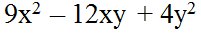 9x² – 12xy + 4y²